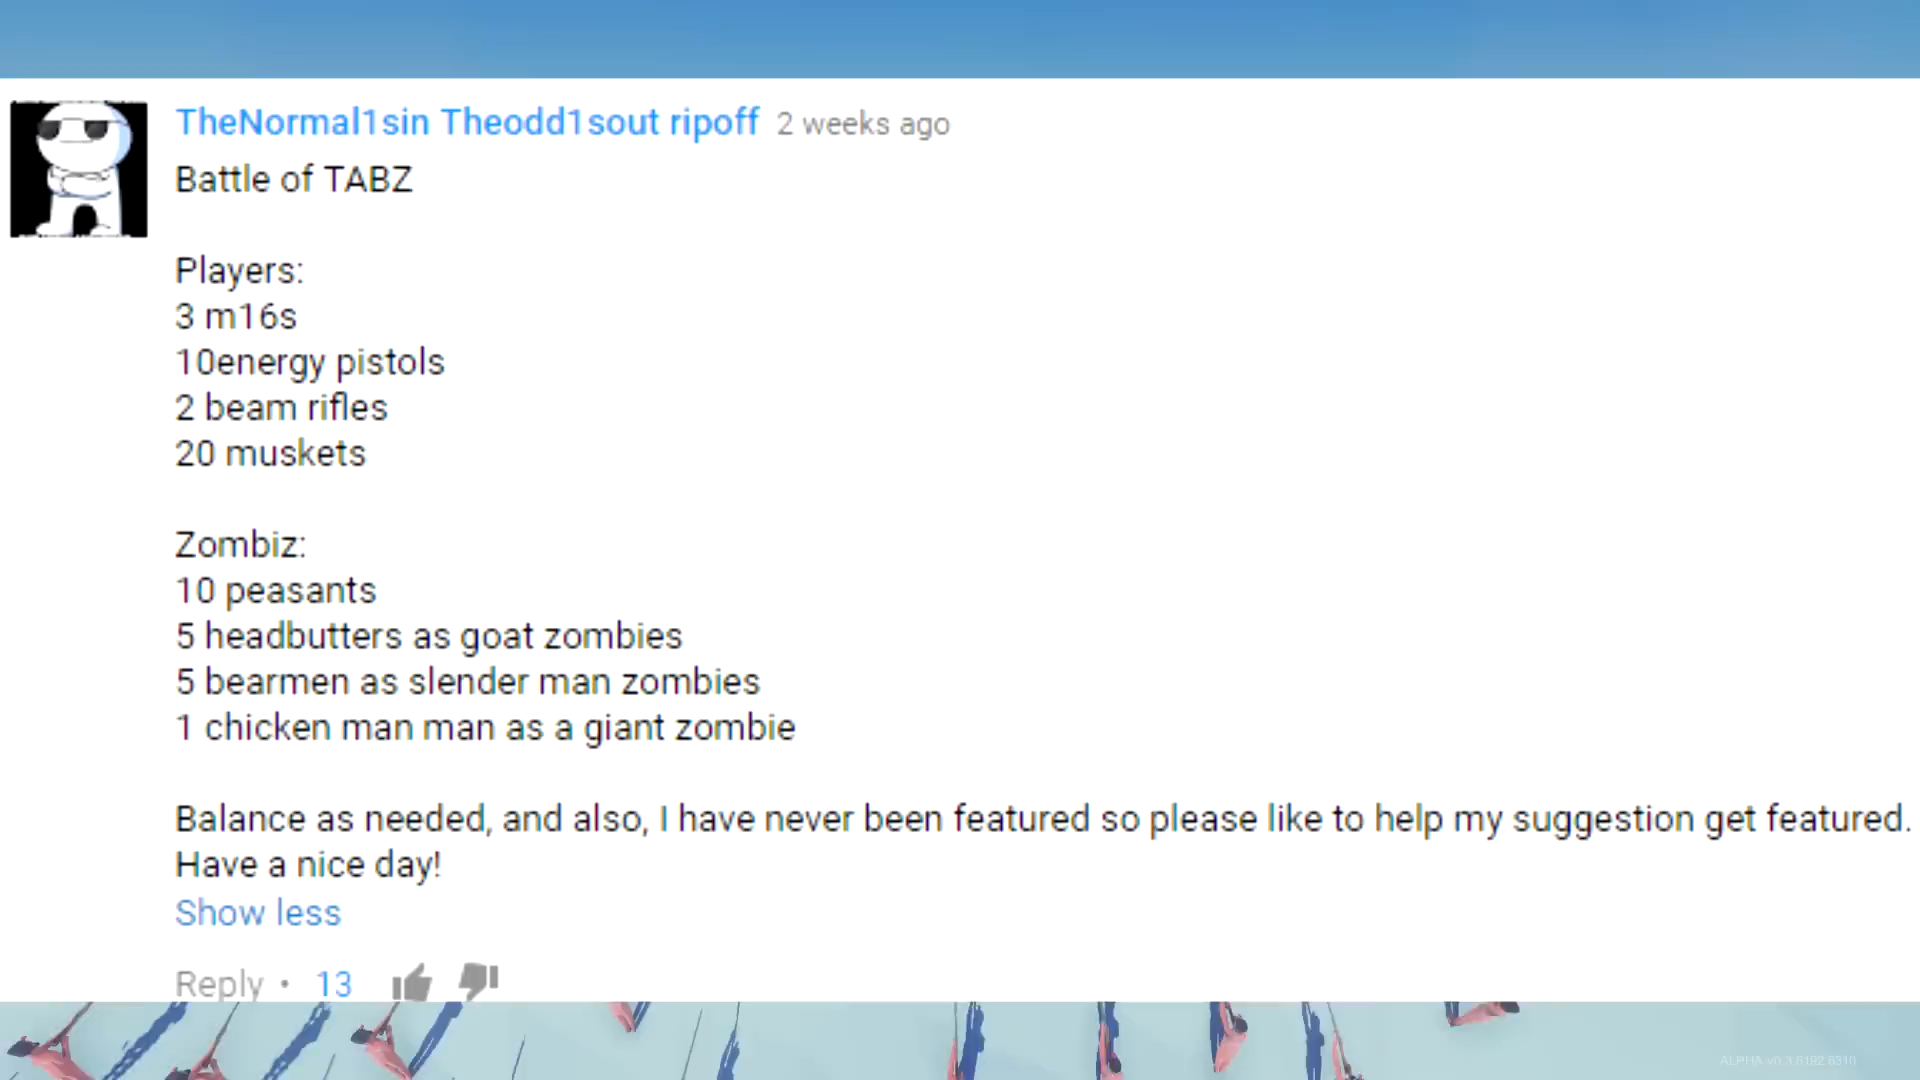 TheNormal1sin Theodd1sout ripoff 2 weeks ago
Battle of TABZ
Players:
3 m16s
10energy pistols
2 beam rifles
20 muskets
Zombiz:
10 peasants
5 headbutters as goat zombies
5 bearmen as slender man zombies
1 chicken man man as a giant zombie
Balance as needed, and also, I have never been featured so please like to help my suggestion get featured.
Have a nice day!
Show less
Reply • 13